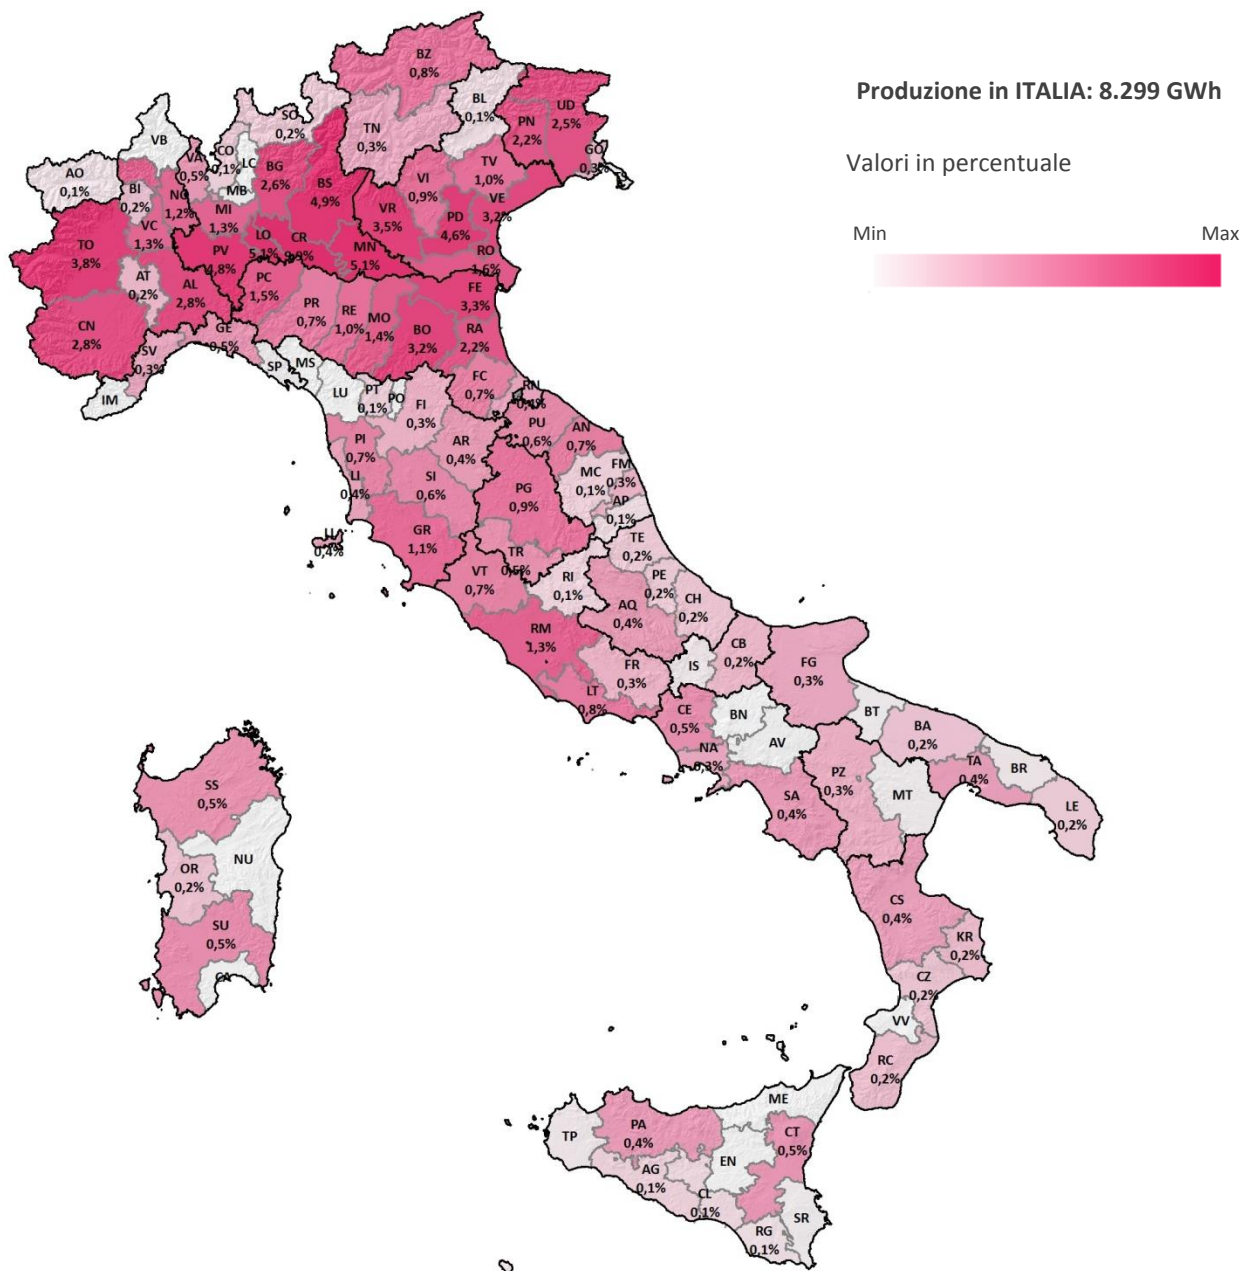 Produzione in ITALIA: 8.299 GWh
Valori in percentuale
Min Max
BZ
0,8%
BL
0,1%
UD
2,5%
PN
2,2%
GO
0,3%
SO
0,2%
TN
0,3%
VB
VA
0,5%
CO
0,1%
LC
BG
2,6%
BS
4,9%
TV
1,0%
VI
0,9%
VE
3,2%
AO
0,1%
BI
0,2%
NO
1,2%
MB
MI
1,3%
VR
3,5%
PD
4,6%
VC
1,3%
TO
3,8%
PV
4,8%
LO
5,1%
CR
9,9%
MN
5,1%
RO
1,6%
AT
0,2%
AL
2,8%
PC
1,5%
PR
0,7%
RE
1,0%
MO
1,4%
FE
3,3%
BO
3,2%
RA
2,2%
CN
2,8%
GE
0,5%
SV
0,3%
IM
SP
MS
LU
PT
0,1%
PO
FI
0,3%
FC
0,7%
RN
0,4%
PU
0,6%
AN
0,7%
PI
0,7%
LI
0,4%
AR
0,4%
SI
0,6%
MC
0,1%
FM
0,3%
AP
0,1%
PG
0,9%
GR
1,1%
LI
0,4%
TR
0,5%
TE
0,2%
VT
0,7%
RI
0,1%
PE
0,2%
CH
0,2%
AQ
0,4%
RM
1,3%
FR
0,3%
LT
0,8%
IS
CB
0,2%
FG
0,3%
CE
0,5%
BN
AV
NA
0,3%
BT
BA
0,2%
SA
0,4%
PZ
0,3%
MT
TA
0,4%
BR
LE
0,2%
SS
0,5%
NU
OR
0,2%
SU
0,5%
CA
CS
0,4%
KR
0,2%
CZ
0,2%
VV
RC
0,2%
ME
TP
PA
0,4%
CT
0,5%
EN
AG
0,1%
CL
0,1%
SR
RG
0,1%